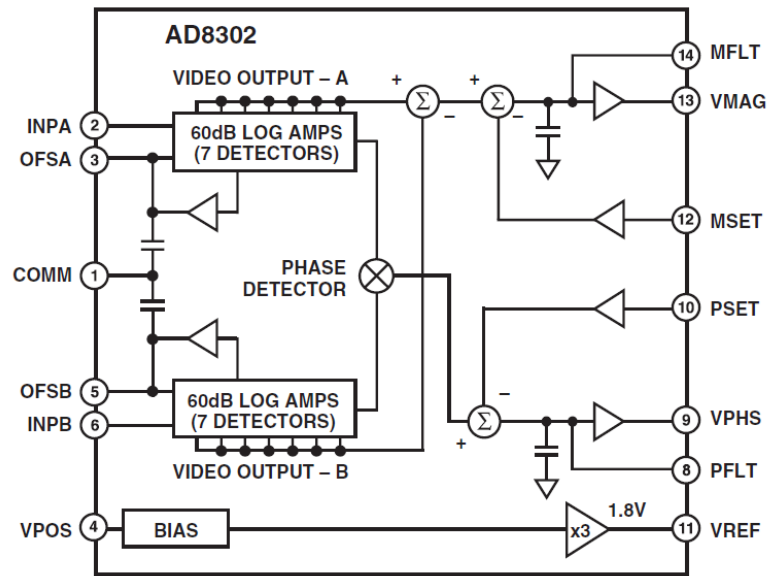 AD8302
VIDEO OUTPUT – A
60dB LOG AMPS
(7 DETECTORS)
INPA 2
OFSA 3
COMM 1
OFSB 5
INPB 6
VPOS 4
BIAS
PHASE
DETECTOR
60dB LOG AMPS
(7 DETECTORS)
VIDEO OUTPUT – B
+
Σ
–
+
Σ
–
+
Σ
–
x3
1.8V
14 MFLT
13 VMAG
12 MSET
10 PSET
9 VPHS
8 PFLT
11 VREF